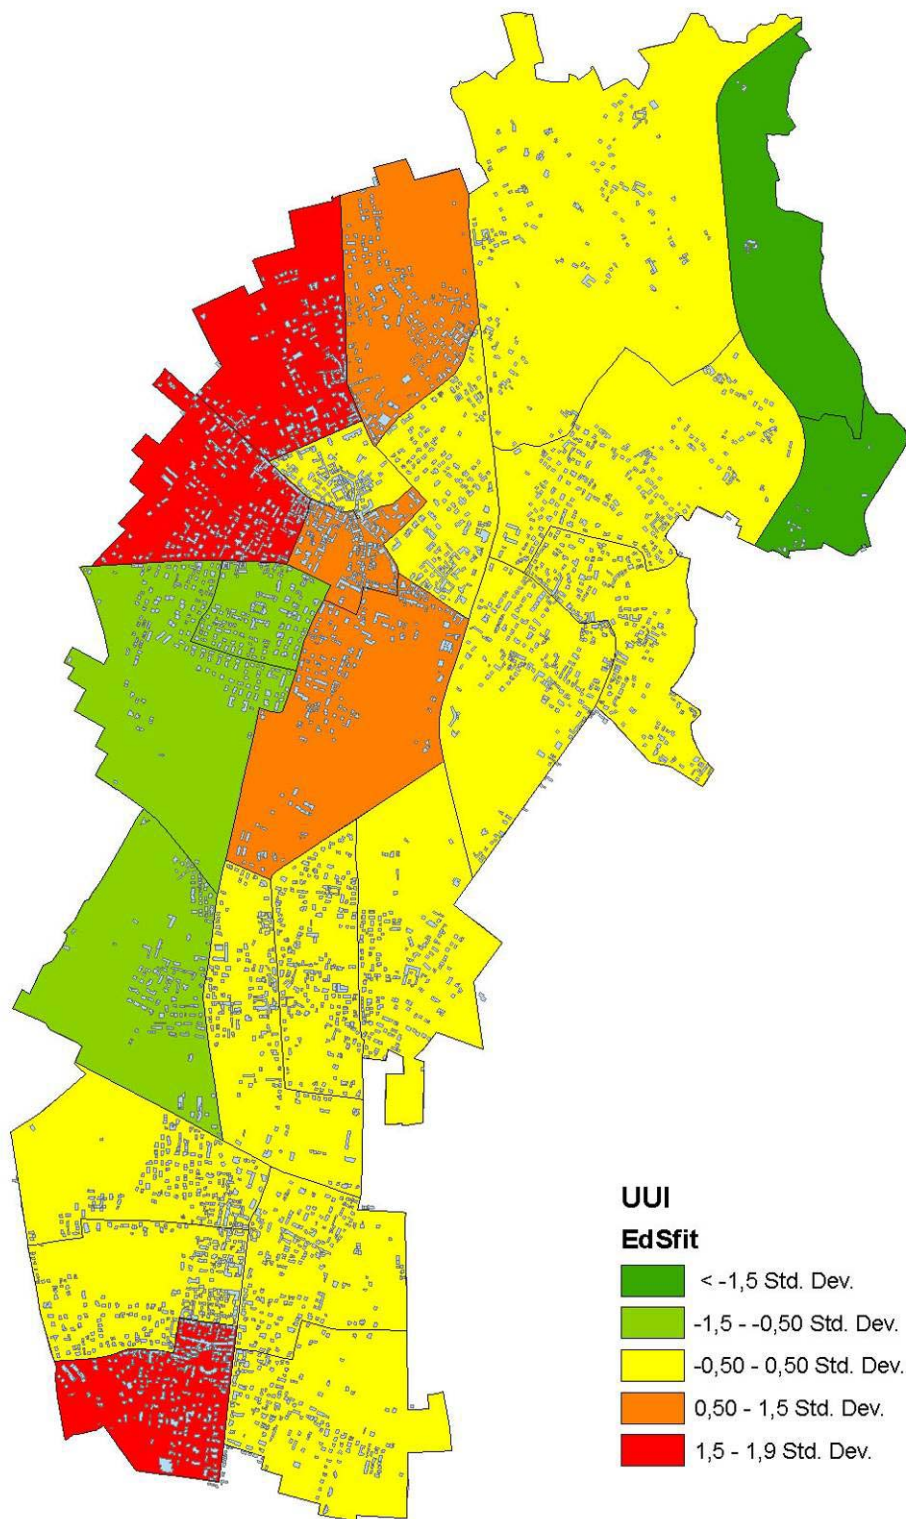 UUI
EdSfit
< -1,5 Std. Dev.
-1,5 - -0,50 Std. Dev.
-0,50 - 0,50 Std. Dev.
0,50 - 1,5 Std. Dev.
1,5 - 1,9 Std. Dev.